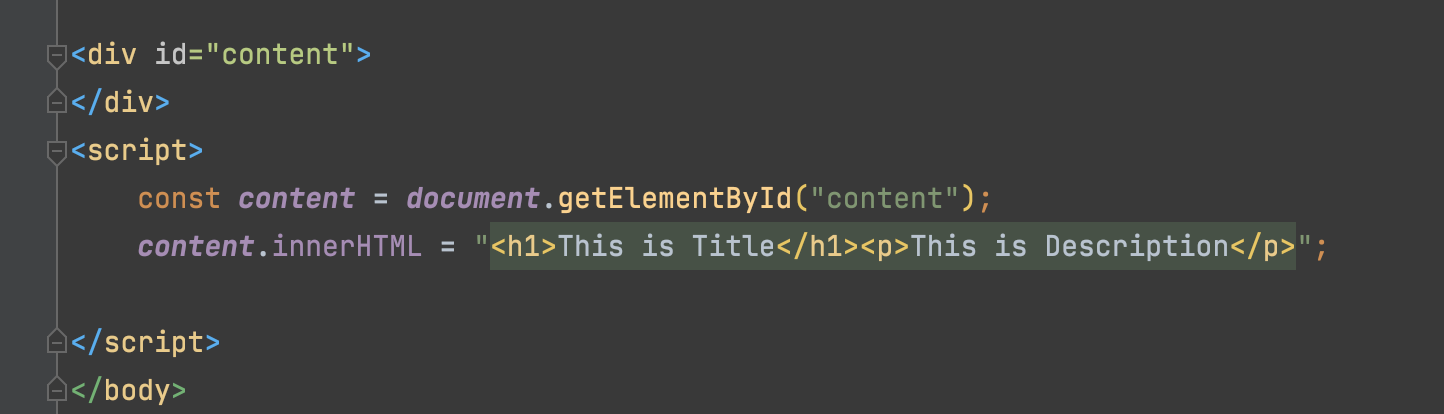 <div id="content">
</div>
<script>
    const content = document.getElementById("content");
    content.innerHTML = "<h1>This is Title</h1><p>This is Description</p>";
</script>
</body>